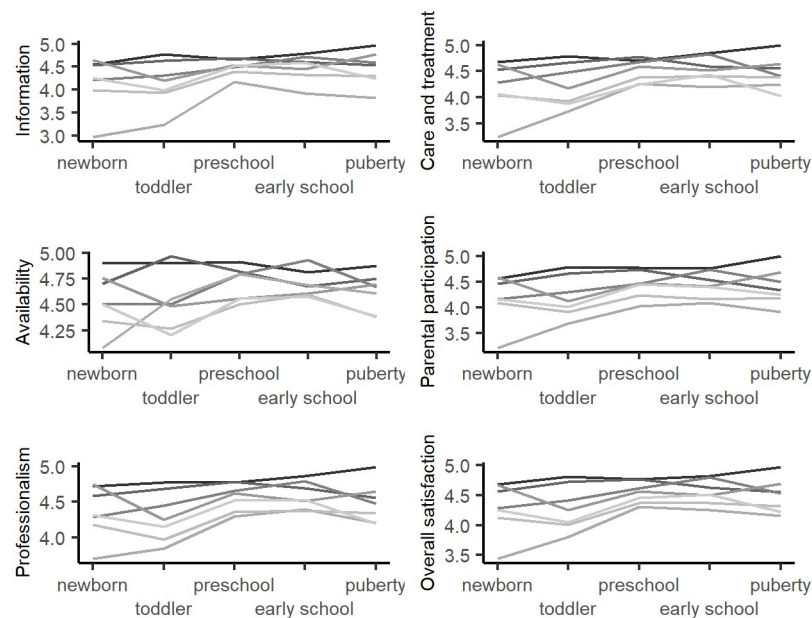 Information
5.0
4.5
4.0
3.5
3.0
newborn
toddler
preschool
early school
puberty
Care and treatment
5.0
4.5
4.0
3.5
newborn
toddler
preschool
early school
puberty
Availability
5.00
4.75
4.50
4.25
newborn
toddler
preschool
early school
puberty
Parental participation
5.0
4.5
4.0
3.5
newborn
toddler
preschool
early school
puberty
Professionalism
5.0
4.5
4.0
newborn
toddler
preschool
early school
puberty
Overall satisfaction
5.0
4.5
4.0
3.5
newborn
toddler
preschool
early school
puberty